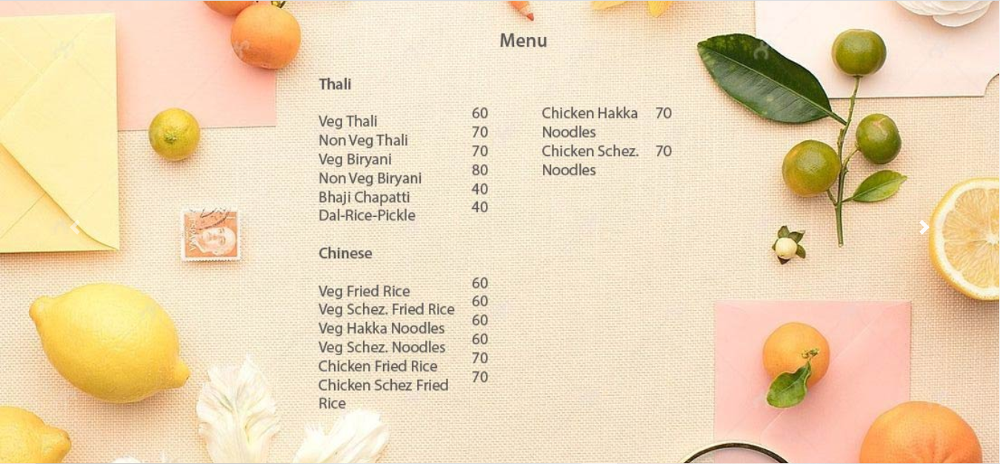 Menu
Thali
Veg Thali 60
Non Veg Thali 70
Veg Biryani 70
Non Veg Biryani 80
Bhaji Chapatti 40
Dal-Rice-Pickle 40
Chinese
Veg Fried Rice 60
Veg Schez. Fried Rice 60
Veg Hakka Noodles 60
Veg Schez. Noodles 60
Chicken Fried Rice 70
Chicken Schez Fried 70
Rice
Chicken Hakka 70
Noodles
Chicken Schez. 70
Noodles